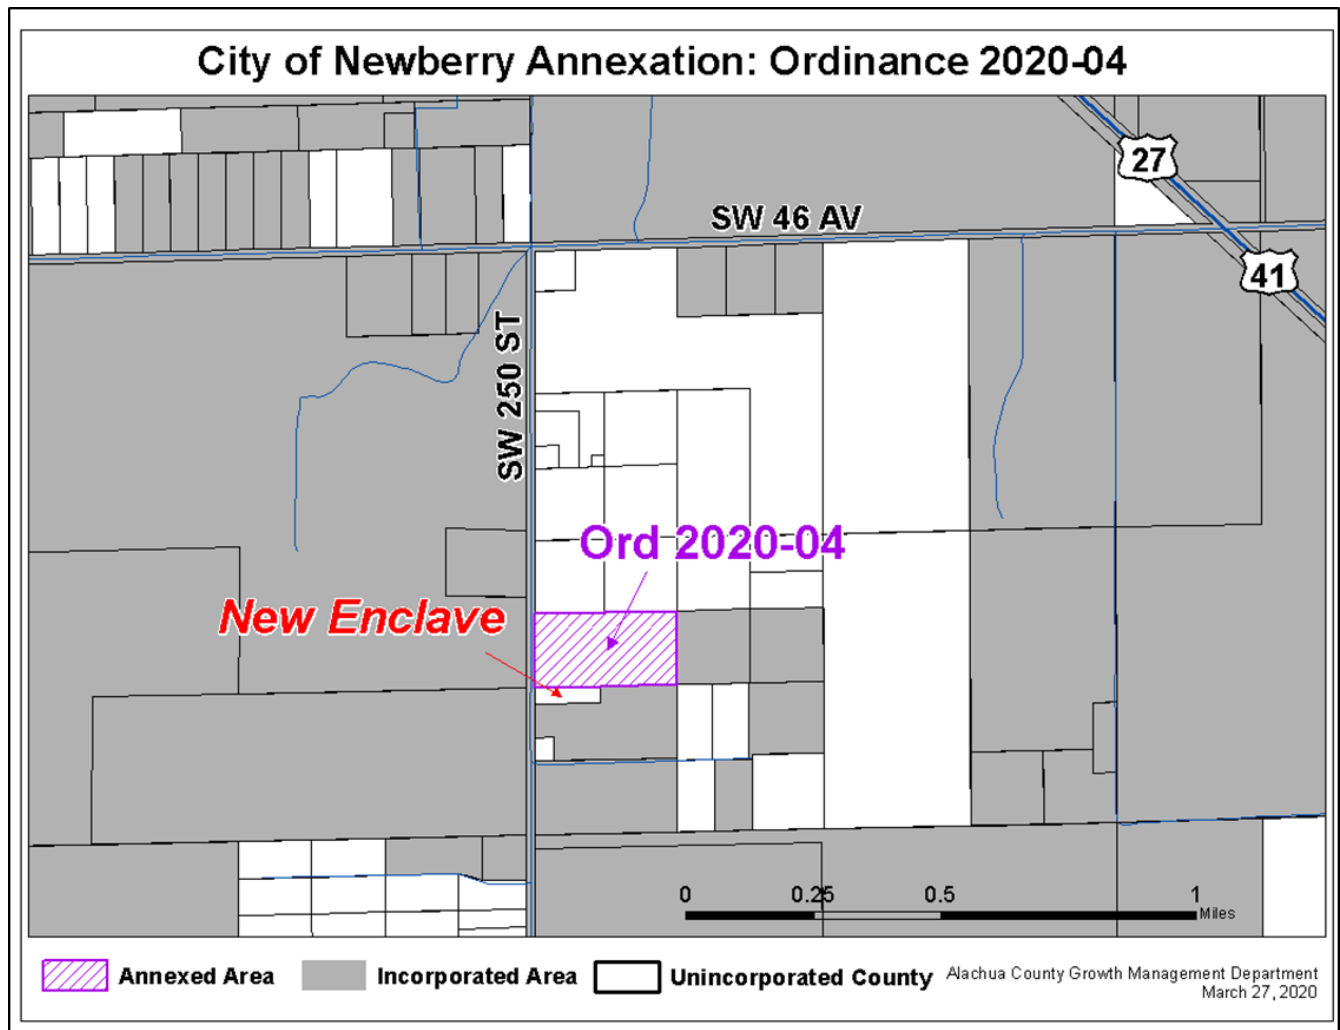 City of Newberry Annexation: Ordinance 2020-04
27
SW 46 AV
41
SW 250 ST
Ord 2020-04
New Enclave
0 0.25 0.5 1
Miles
Annexed Area
Incorporated Area
Unincorporated County
Alachua County Growth Management Department
March 27, 2020